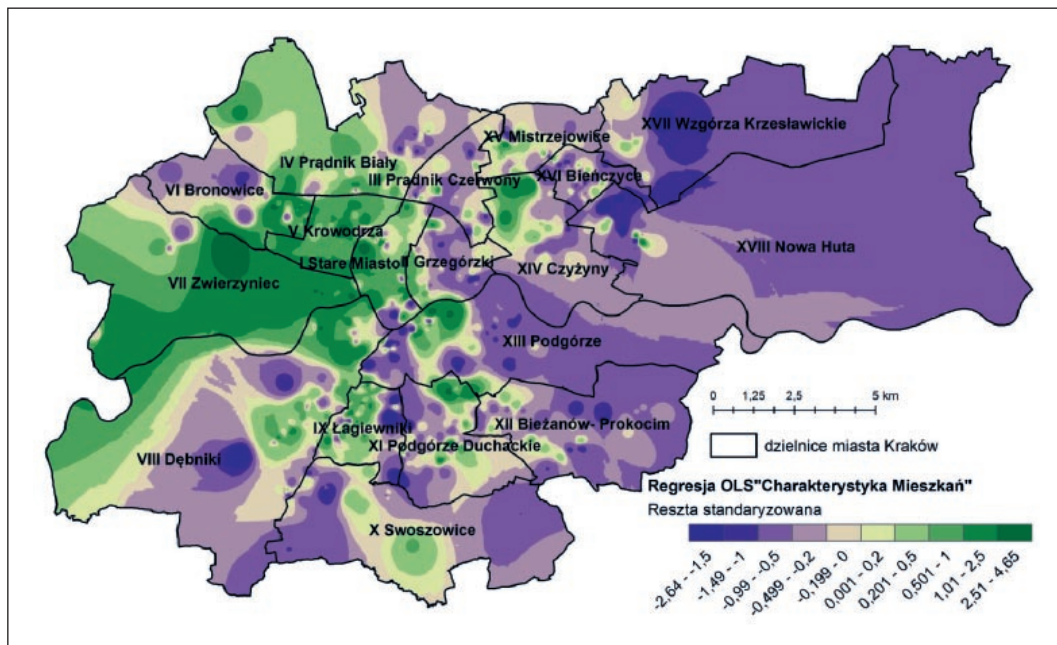 XVII Wzgórza Krzesławickie
XV Mistrzejowice
IV Prądnik Biały
III Prądnik Czerwony
XVI Bieńczyce
VI Bronowice
V Krowodrza
XVIII Nowa Huta
I Stare Miasto
Grzegórzki
XIV Czyżyny
VII Zwierzyniec
XIII Podgórze
0 1,25 2,5 5 km
IX Łagiewniki
XII Bieżanów- Prokocim
dzielnice miasta Kraków
XI Podgórze Duchackie
VIII Dębniki
Regresja OLS"Charakterystyka Mieszkań"
Reszta standaryzowana
X Swoszowice
-2,64 - -1,5
-1,49 - -1
-0,99 - -0,5
-0,499 - -0,2
-0,199 - 0
0,001 - 0,2
0,201 - 0,5
0,501 - 1
1,01 - 2,5
2,51 - 4,65